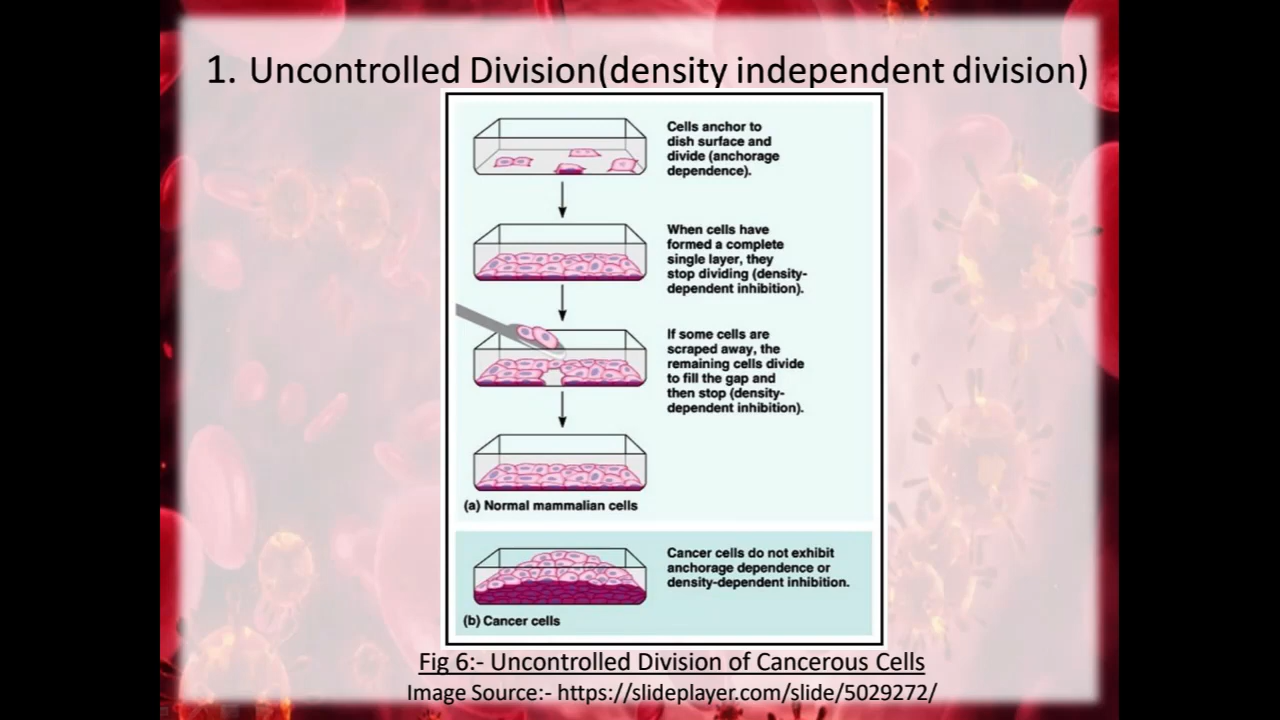 1. Uncontrolled Division(density independent division)
Cells anchor to
dish surface and
divide (anchorage
dependence).
When cells have
formed a complete
single layer, they
stop dividing (density-
dependent inhibition).
If some cells are
scraped away, the
remaining cells divide
to fill the gap and
then stop (density-
dependent inhibition).
(a) Normal mammalian cells
Cancer cells do not exhibit
anchorage dependence or
density-dependent inhibition.
(b) Cancer cells
Fig 6:- Uncontrolled Division of Cancerous Cells
Image Source:- https://slideplayer.com/slide/5029272/